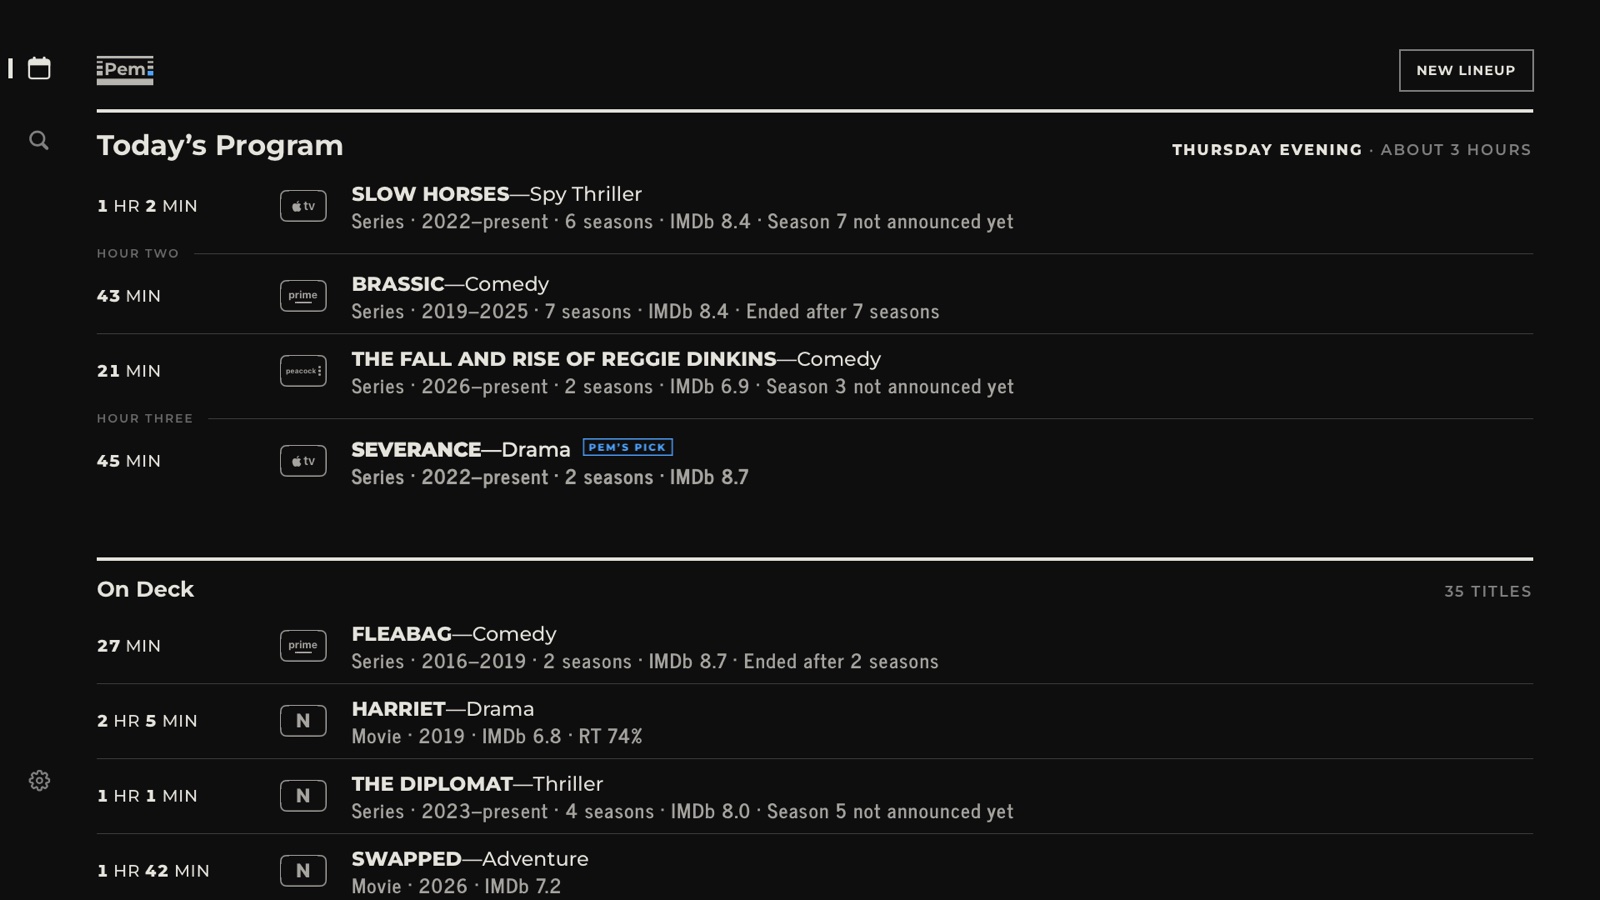 Pem
NEW LINEUP
Today’s Program
THURSDAY EVENING · ABOUT 3 HOURS
1 HR 2 MIN
tv
SLOW HORSES—Spy Thriller
Series · 2022–present · 6 seasons · IMDb 8.4 · Season 7 not announced yet
HOUR TWO
43 MIN
prime
BRASSIC—Comedy
Series · 2019–2025 · 7 seasons · IMDb 8.4 · Ended after 7 seasons
21 MIN
peacock
THE FALL AND RISE OF REGGIE DINKINS—Comedy
Series · 2026–present · 2 seasons · IMDb 6.9 · Season 3 not announced yet
HOUR THREE
45 MIN
tv
SEVERANCE—Drama PEM’S PICK
Series · 2022–present · 2 seasons · IMDb 8.7
On Deck
35 TITLES
27 MIN
prime
FLEABAG—Comedy
Series · 2016–2019 · 2 seasons · IMDb 8.7 · Ended after 2 seasons
2 HR 5 MIN
N
HARRIET—Drama
Movie · 2019 · IMDb 6.8 · RT 74%
1 HR 1 MIN
N
THE DIPLOMAT—Thriller
Series · 2023–present · 4 seasons · IMDb 8.0 · Season 5 not announced yet
1 HR 42 MIN
N
SWAPPED—Adventure
Movie · 2026 · IMDb 7.2